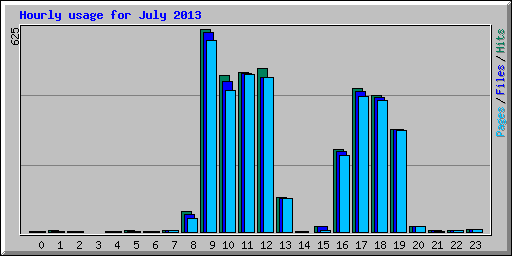 Hourly usage for July 2013
625
Pages/Files/Hits
0 1 2 3 4 5 6 7 8 9 10 11 12 13 14 15 16 17 18 19 20 21 22 23